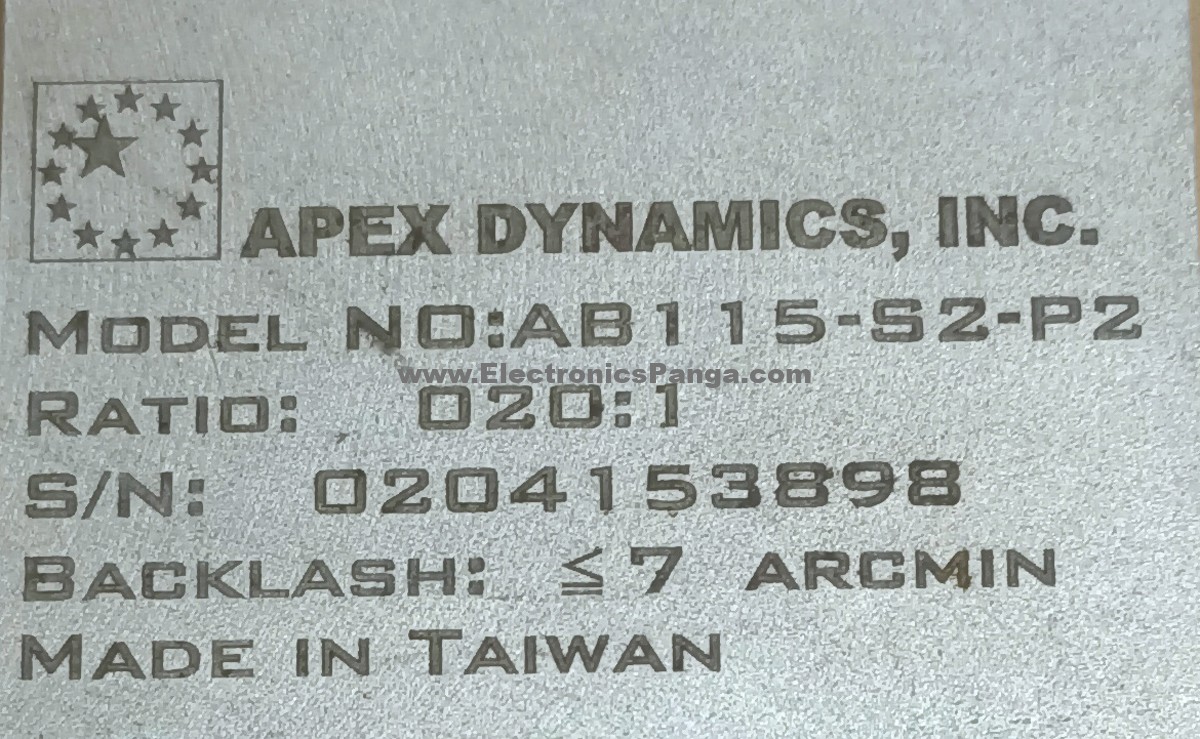 APEX DYNAMICS, INC.
MODEL NO:AB115-S2-P2
www.ElectronicsPanga.com
RATIO: 020:1
S/N: 0204153898
BACKLASH: ≦7 ARCMIN
MADE IN TAIWAN